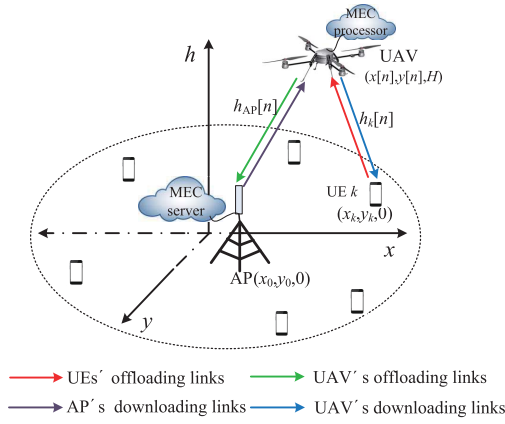 MEC
processor
UAV
(x[n],y[n],H)
h
h_AP[n]
h_k[n]
MEC
server
UE k
(x_k,y_k,0)
x
AP(x_0,y_0,0)
y
UEs´ offloading links
UAV´s offloading links
AP´s downloading links
UAV´s downloading links